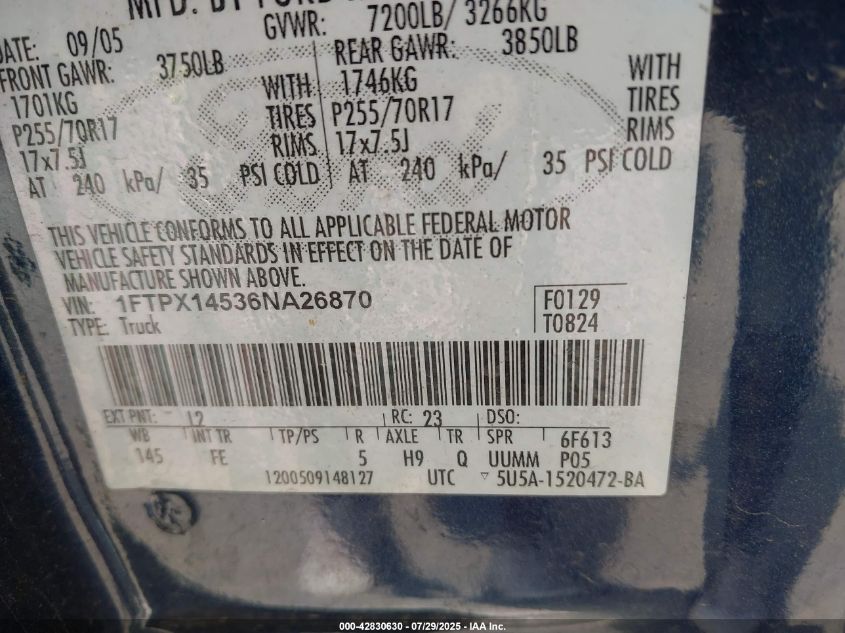 MFD. BY FORD
GVWR: 7200LB/ 3266KG
DATE: 09/05
FRONT GAWR: 3750LB
REAR GAWR: 3850LB
1701KG WITH
1746KG WITH
P255/70R17 TIRES
P255/70R17 TIRES
17x7.5J RIMS
17x7.5J RIMS
AT 240 kPa/ 35 PSI COLD
AT 240 kPa/ 35 PSI COLD
THIS VEHICLE CONFORMS TO ALL APPLICABLE FEDERAL MOTOR
VEHICLE SAFETY STANDARDS IN EFFECT ON THE DATE OF
MANUFACTURE SHOWN ABOVE.
VIN: 1FTPX14536NA26870
F0129
TYPE: Truck
T0824
EXT PNT: 12 RC: 23 DSO:
WB INT TR TP/PS R AXLE TR SPR 6F613
145 FE 5 H9 Q UUMM P05
1200509148127 UTC ▽ 5U5A-1520472-BA
000-42830630 - 07/29/2025 - IAA Inc.